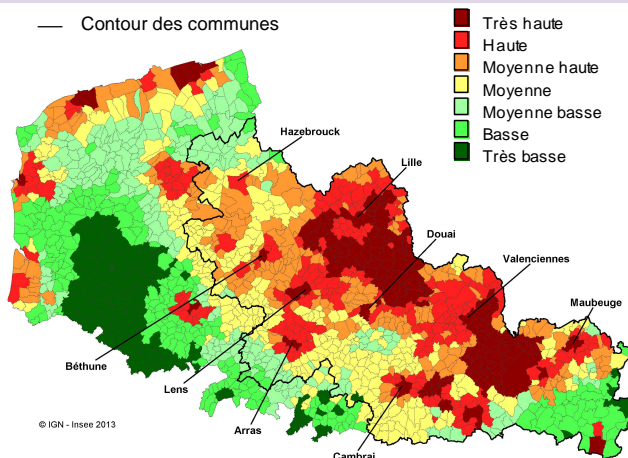 Contour des communes
Très haute
Haute
Moyenne haute
Moyenne
Moyenne basse
Basse
Très basse
Hazebrouck
Lille
Douai
Valenciennes
Maubeuge
Béthune
Lens
Arras
Cambrai
© IGN - Insee 2013